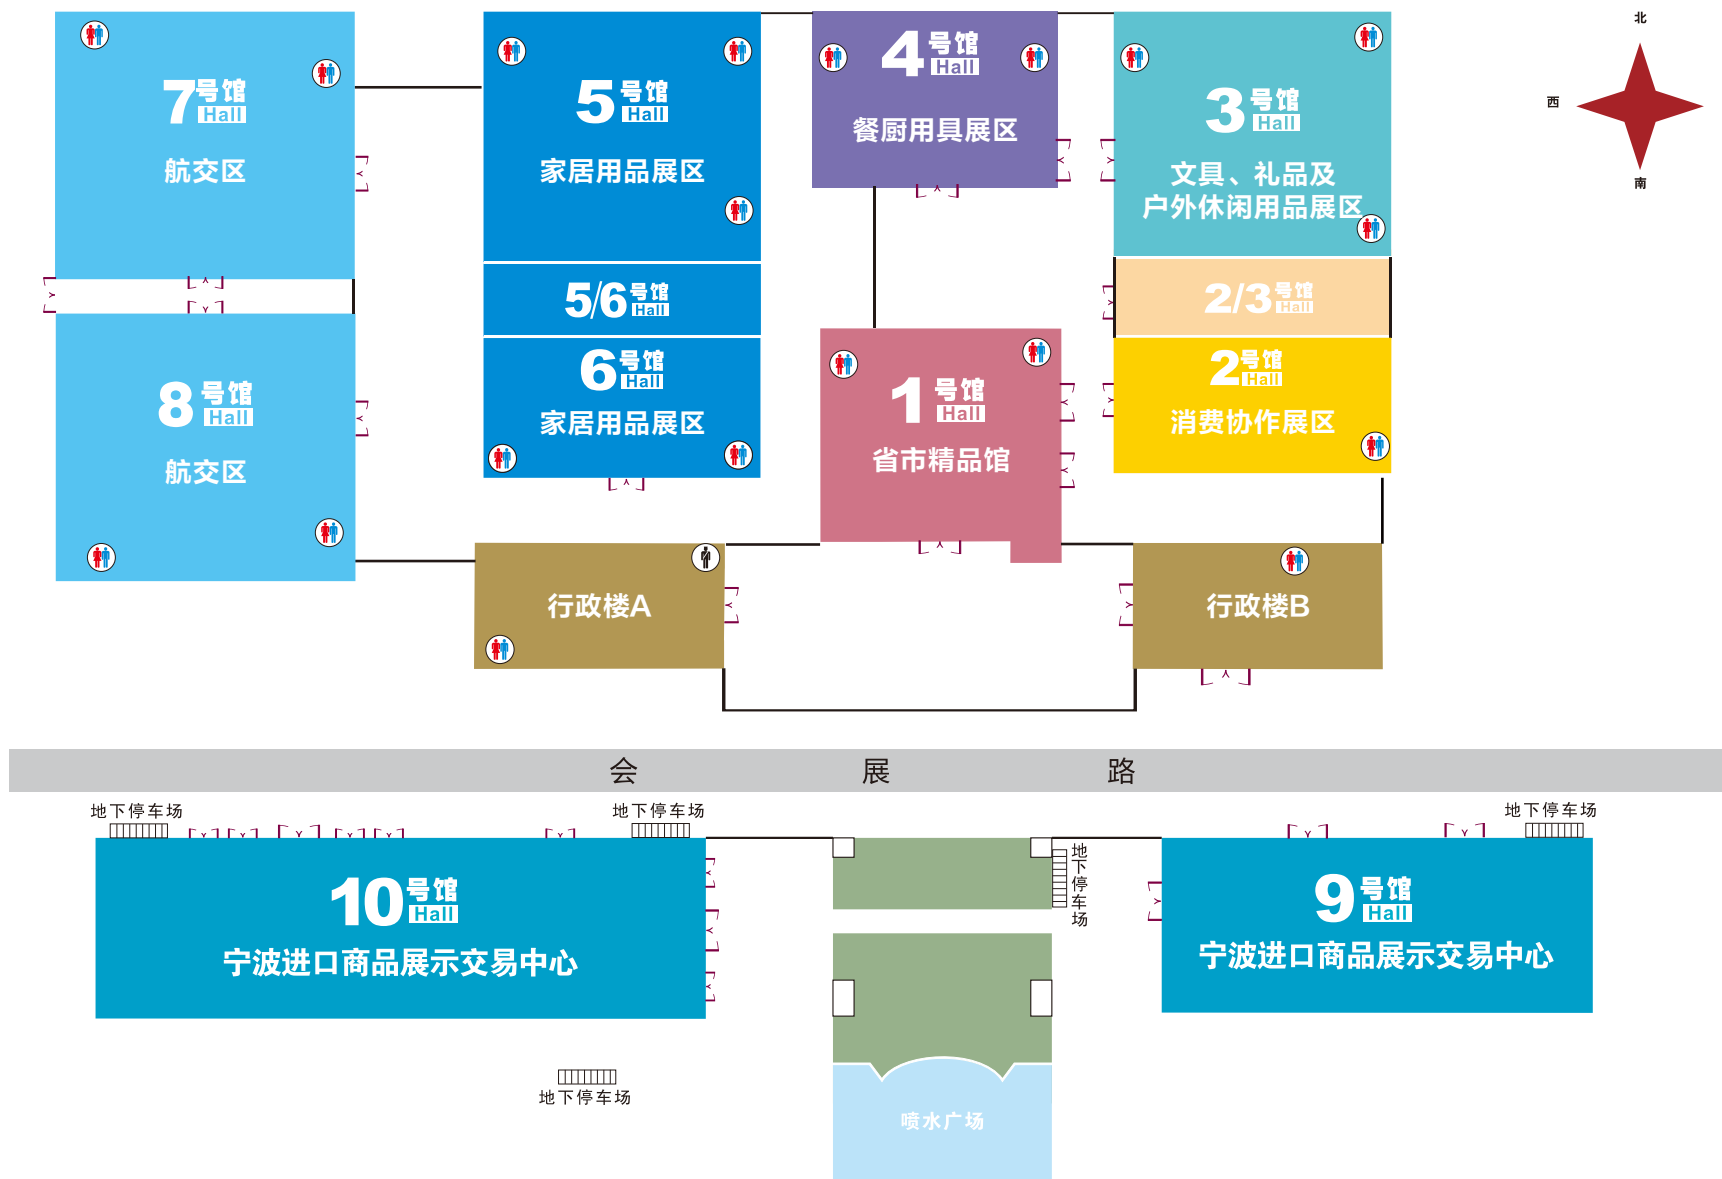 北
西
南
7号馆
Hall
航交区
5号馆
Hall
家居用品展区
4号馆
Hall
餐厨用具展区
3号馆
Hall
文具、礼品及
户外休闲用品展区
5/6号馆
Hall
2/3号馆
Hall
8号馆
Hall
航交区
6号馆
Hall
家居用品展区
1号馆
Hall
省市精品馆
2号馆
Hall
消费协作展区
行政楼A
行政楼B
会展路
地下停车场
地下停车场
地下停车场
地下停车场
10号馆
Hall
宁波进口商品展示交易中心
9号馆
Hall
宁波进口商品展示交易中心
地下停车场
喷水广场